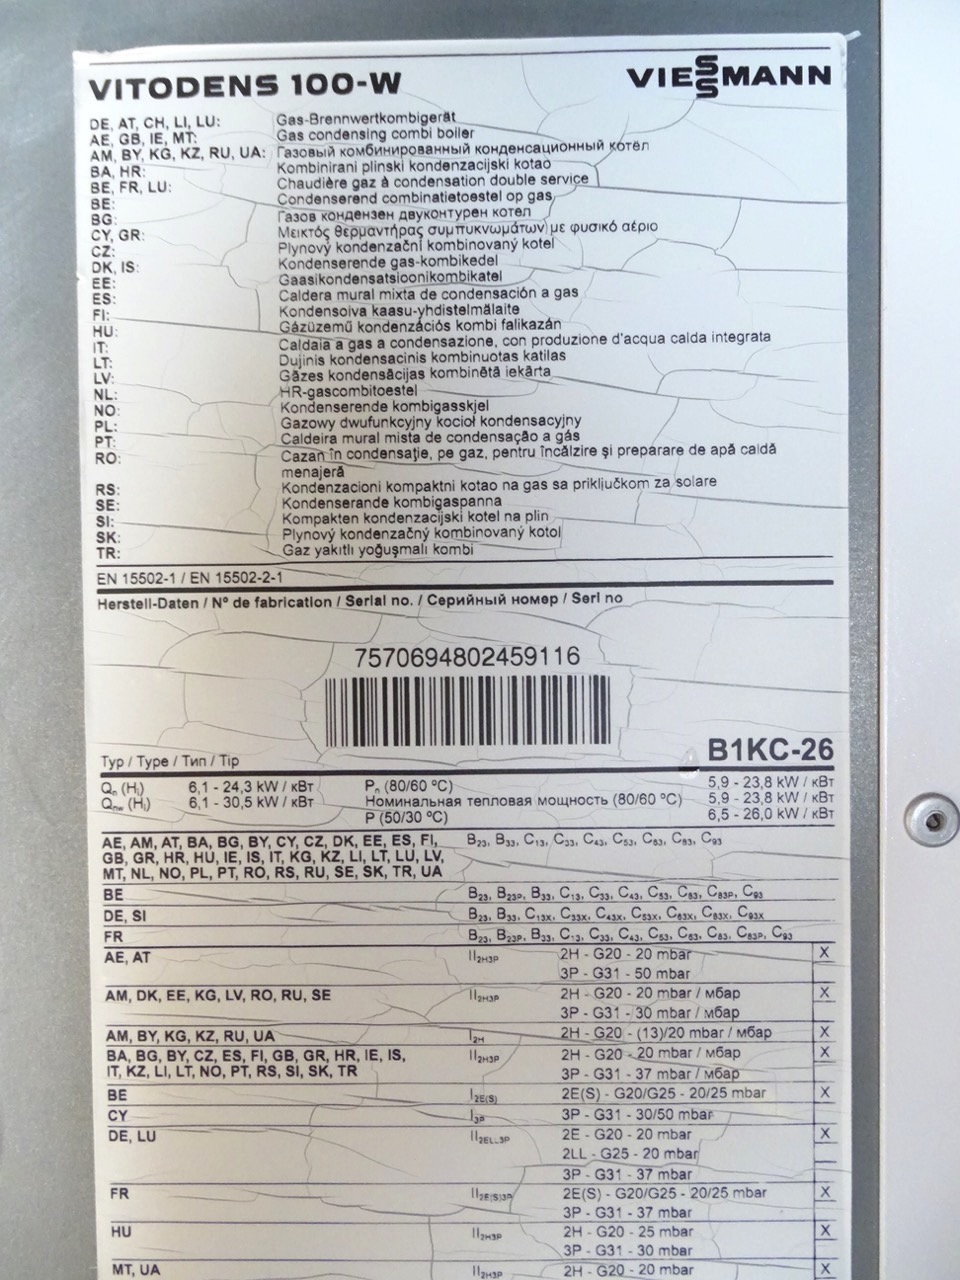 VITODENS 100-W VIESSMANN
DE, AT, CH, LI, LU: Gas-Brennwertkombigerät
AE, GB, IE, MT: Gas condensing combi boiler
AM, BY, KG, KZ, RU, UA: Газовый комбинированный конденсационный котёл
BA, HR: Kombinirani plinski kondenzacijski kotao
BE, FR, LU: Chaudière gaz à condensation double service
BE: Condenserend combinatietoestel op gas
BG: Газов кондензен двуконтурен котел
CY, GR: Μεικτός θερμαντήρας συμπυκνωμάτων με φυσικό αέριο
CZ: Plynový kondenzační kombinovaný kotel
DK, IS: Kondenserende gas-kombikedel
EE: Gaasikondensatsioonikombikatel
ES: Caldera mural mixta de condensación a gas
FI: Kondensoiva kaasu-yhdistelmälaite
HU: Gázüzemű kondenzációs kombi falikazán
IT: Caldaia a gas a condensazione, con produzione d'acqua calda integrata
LT: Dujinis kondensacinis kombinuotas katilas
LV: Gāzes kondensācijas kombinētā iekārta
NL: HR-gascombitoestel
NO: Kondenserende kombigasskjel
PL: Gazowy dwufunkcyjny kocioł kondensacyjny
PT: Caldeira mural mista de condensação a gás
RO: Cazan în condensație, pe gaz, pentru încălzire și preparare de apă caldă
menajeră
RS: Kondenzacioni kompaktni kotao na gas sa priključkom za solare
SE: Kondenserande kombigaspanna
SI: Kompakten kondenzacijski kotel na plin
SK: Plynový kondenzačný kombinovaný kotol
TR: Gaz yakıtlı yoğuşmalı kombi
EN 15502-1 / EN 15502-2-1
Herstell-Daten / N° de fabrication / Serial no. / Серийный номер / Seri no
7570694802459116
Typ / Type / Тип / Tip B1KC-26
Qn (Hi) 6,1 - 24,3 kW / кВт Pn (80/60 ºC) 5,9 - 23,8 kW / кВт
Qnw (Hi) 6,1 - 30,5 kW / кВт Номинальная тепловая мощность (80/60 ºC) 5,9 - 23,8 kW / кВт
P (50/30 ºC) 6,5 - 26,0 kW / кВт
AE, AM, AT, BA, BG, BY, CY, CZ, DK, EE, ES, FI, B23, B33, C13, C33, C43, C53, C63, C83, C93
GB, GR, HR, HU, IE, IS, IT, KG, KZ, LI, LT, LU, LV,
MT, NL, NO, PL, PT, RO, RS, RU, SE, SK, TR, UA
BE B23, B23P, B33, C13, C33, C43, C53, C83, C83P, C93
DE, SI B23, B33, C13X, C33X, C43X, C53X, C63X, C83X, C93X
FR B23, B23P, B33, C13, C33, C43, C53, C63, C83, C83P, C93
AE, AT II2H3P 2H - G20 - 20 mbar X
3P - G31 - 50 mbar
AM, DK, EE, KG, LV, RO, RU, SE II2H3P 2H - G20 - 20 mbar / мбар X
3P - G31 - 30 mbar / мбар
AM, BY, KG, KZ, RU, UA I2H 2H - G20 - (13)/20 mbar / мбар X
BA, BG, BY, CZ, ES, FI, GB, GR, HR, IE, IS, II2H3P 2H - G20 - 20 mbar / мбар X
IT, KZ, LI, LT, NO, PT, RS, SI, SK, TR 3P - G31 - 37 mbar / мбар
BE I2E(S) 2E(S) - G20/G25 - 20/25 mbar X
CY I3P 3P - G31 - 30/50 mbar
DE, LU II2ELL3P 2E - G20 - 20 mbar X
2LL - G25 - 20 mbar
3P - G31 - 37 mbar
FR II2E(S)3P 2E(S) - G20/G25 - 20/25 mbar X
3P - G31 - 37 mbar
HU II2H3P 2H - G20 - 25 mbar X
3P - G31 - 30 mbar
MT, UA II2H3P 2H - G20 - 20 mbar X